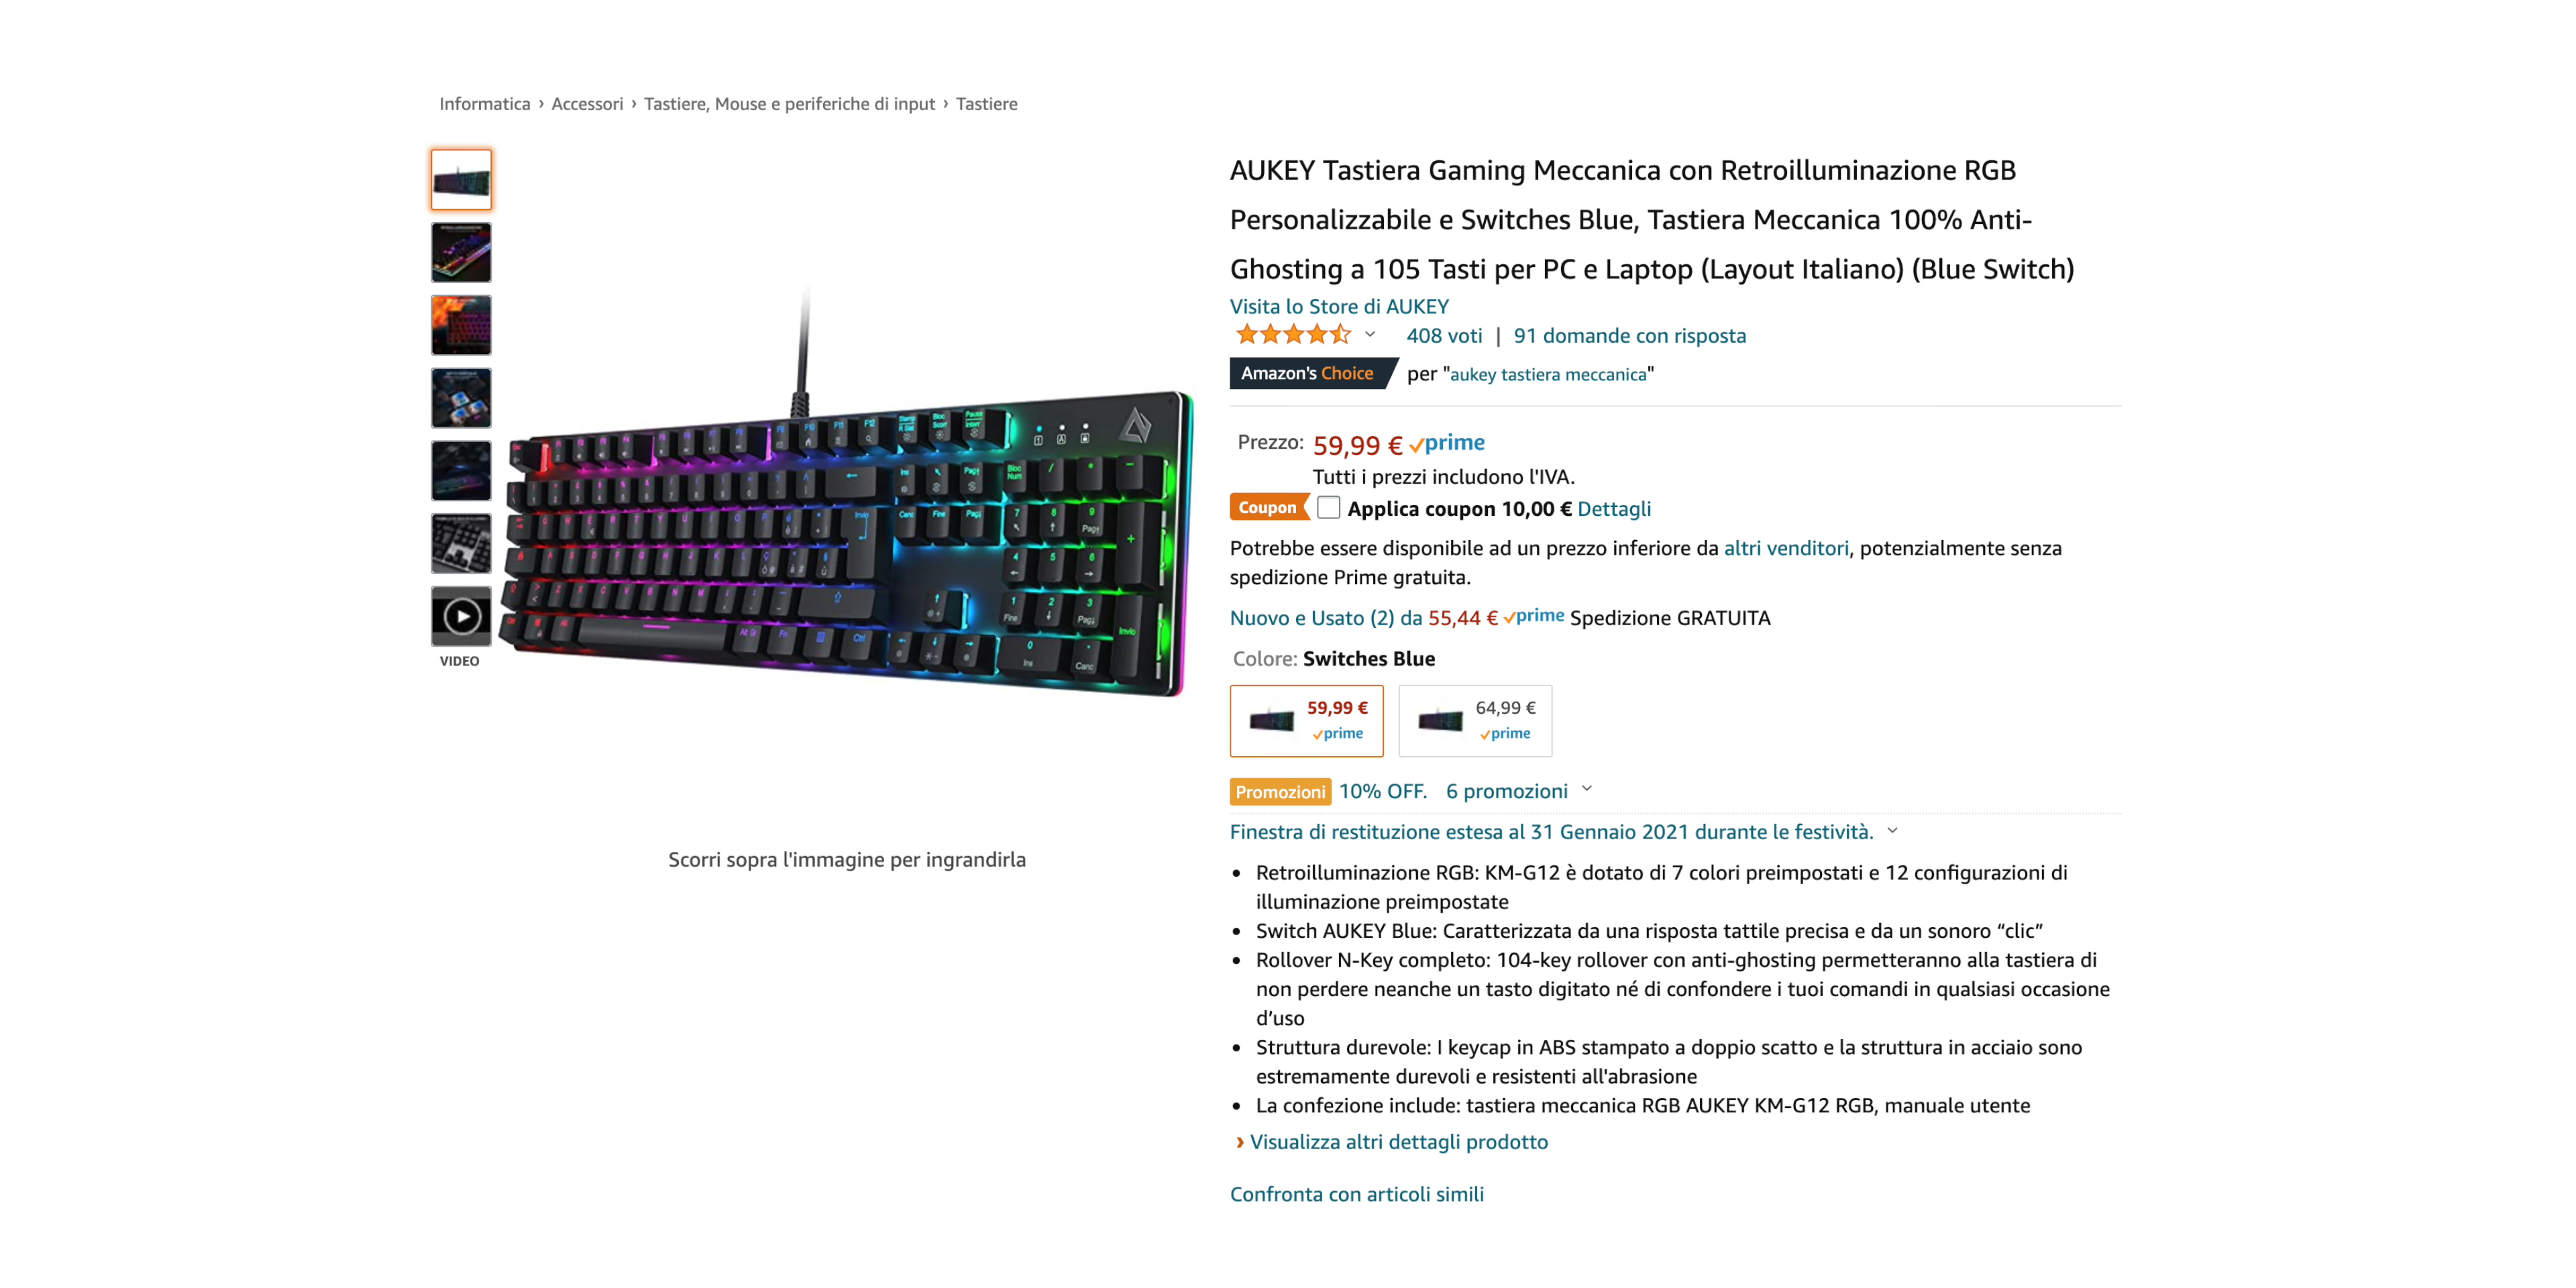 Informatica › Accessori › Tastiere, Mouse e periferiche di input › Tastiere
AUKEY Tastiera Gaming Meccanica con Retroilluminazione RGB
Personalizzabile e Switches Blue, Tastiera Meccanica 100% Anti-
Ghosting a 105 Tasti per PC e Laptop (Layout Italiano) (Blue Switch)
Visita lo Store di AUKEY
408 voti | 91 domande con risposta
Amazon's Choice per "aukey tastiera meccanica"
Prezzo: 59,99 € prime
Tutti i prezzi includono l'IVA.
Coupon Applica coupon 10,00 € Dettagli
Potrebbe essere disponibile ad un prezzo inferiore da altri venditori, potenzialmente senza
spedizione Prime gratuita.
Nuovo e Usato (2) da 55,44 € prime Spedizione GRATUITA
Colore: Switches Blue
59,99 € 64,99 €
prime prime
Promozioni 10% OFF. 6 promozioni
Finestra di restituzione estesa al 31 Gennaio 2021 durante le festività.
• Retroilluminazione RGB: KM-G12 è dotato di 7 colori preimpostati e 12 configurazioni di
illuminazione preimpostate
• Switch AUKEY Blue: Caratterizzata da una risposta tattile precisa e da un sonoro “clic”
• Rollover N-Key completo: 104-key rollover con anti-ghosting permetteranno alla tastiera di
non perdere neanche un tasto digitato né di confondere i tuoi comandi in qualsiasi occasione
d’uso
• Struttura durevole: I keycap in ABS stampato a doppio scatto e la struttura in acciaio sono
estremamente durevoli e resistenti all'abrasione
• La confezione include: tastiera meccanica RGB AUKEY KM-G12 RGB, manuale utente
› Visualizza altri dettagli prodotto
Confronta con articoli simili
VIDEO
Scorri sopra l'immagine per ingrandirla